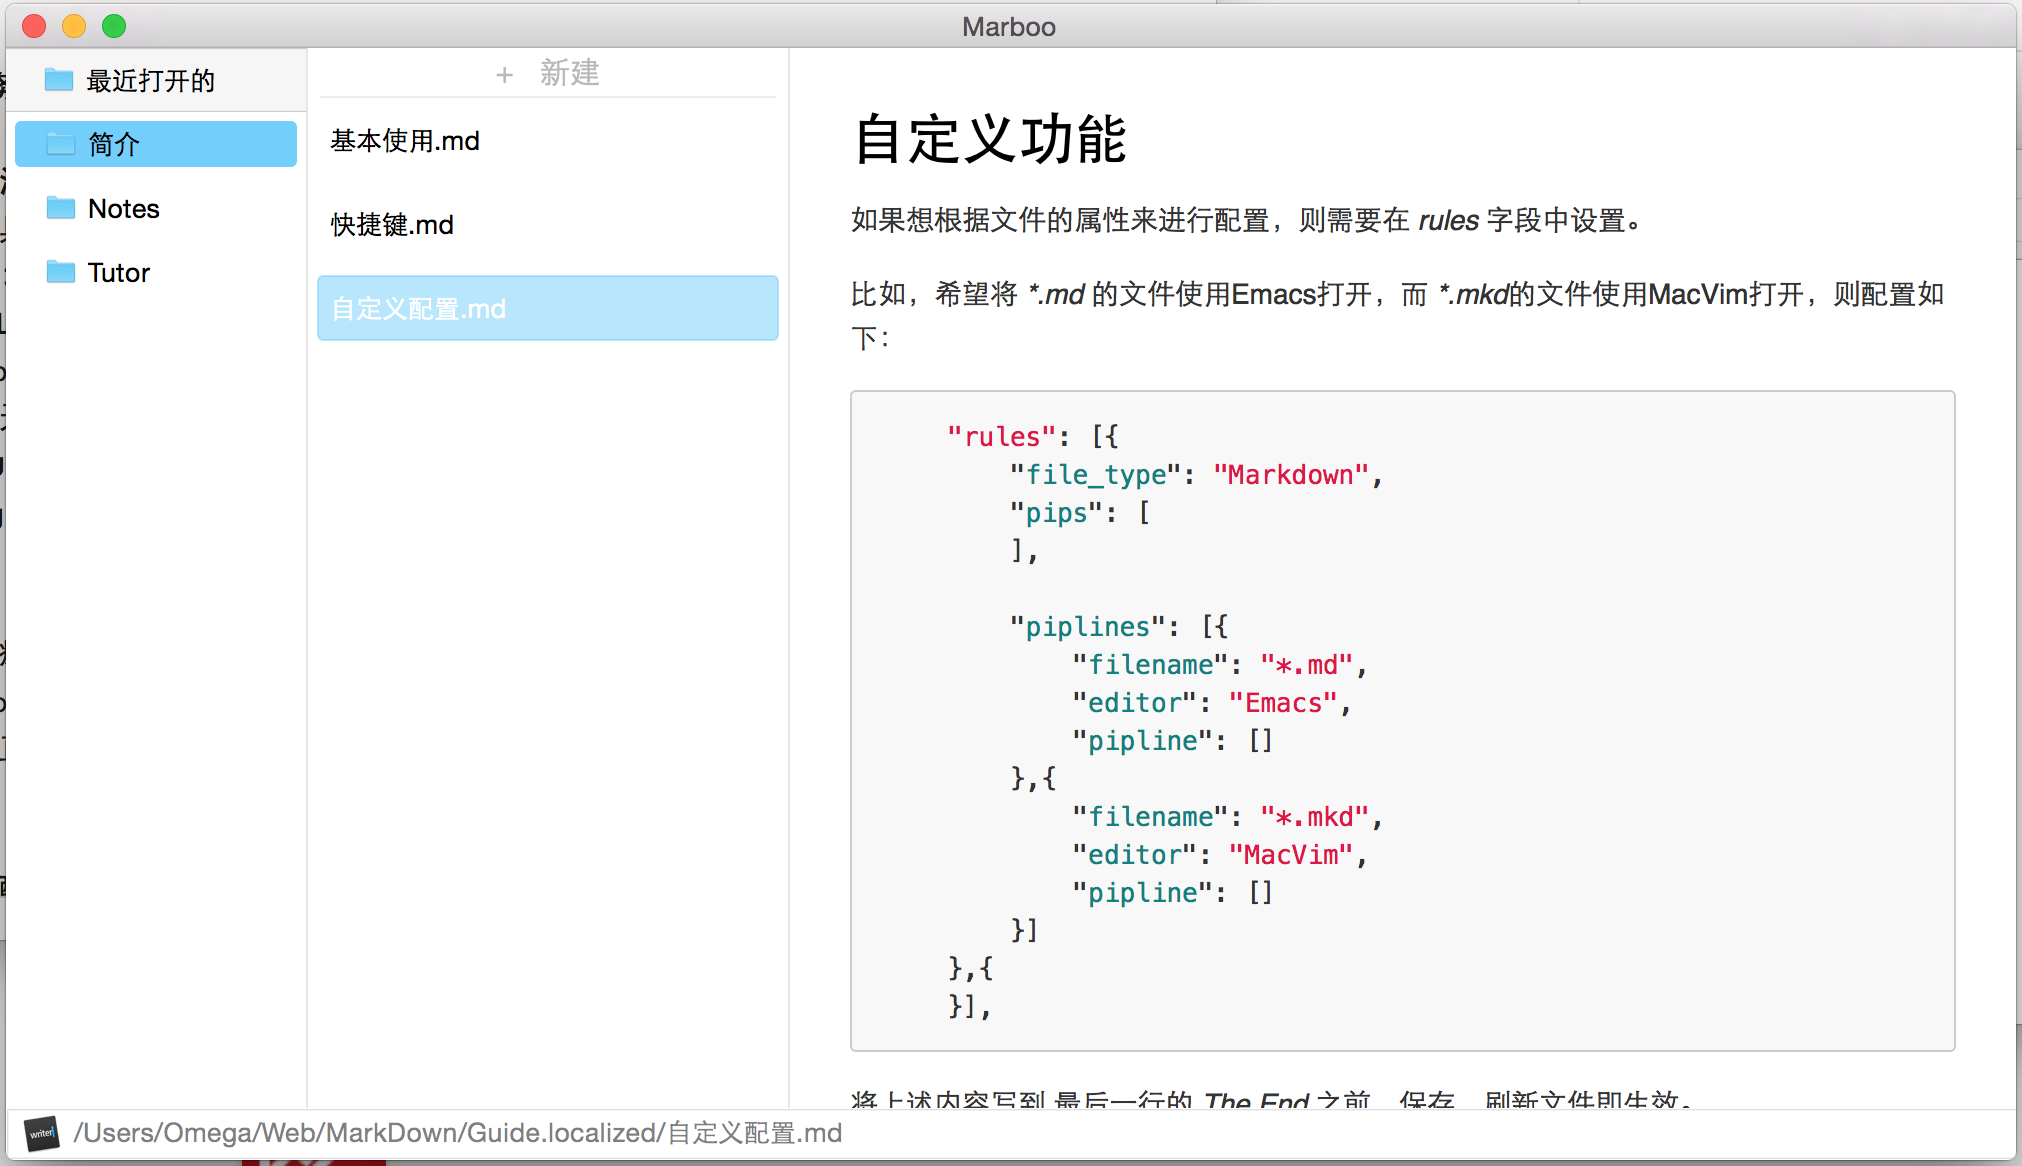 Marboo
最近打开的
简介
Notes
Tutor
+ 新建
基本使用.md
快捷键.md
自定义配置.md
自定义功能
如果想根据文件的属性来进行配置，则需要在 rules 字段中设置。
比如，希望将 *.md 的文件使用Emacs打开，而 *.mkd的文件使用MacVim打开，则配置如
下：
"rules": [{
"file_type": "Markdown",
"pips": [
],
"piplines": [{
"filename": "*.md",
"editor": "Emacs",
"pipline": []
},{
"filename": "*.mkd",
"editor": "MacVim",
"pipline": []
}]
},{
}],
将上述内容写到 最后一行的 The End 之前，保存，刷新文件即生效。
writer
/Users/Omega/Web/MarkDown/Guide.localized/自定义配置.md